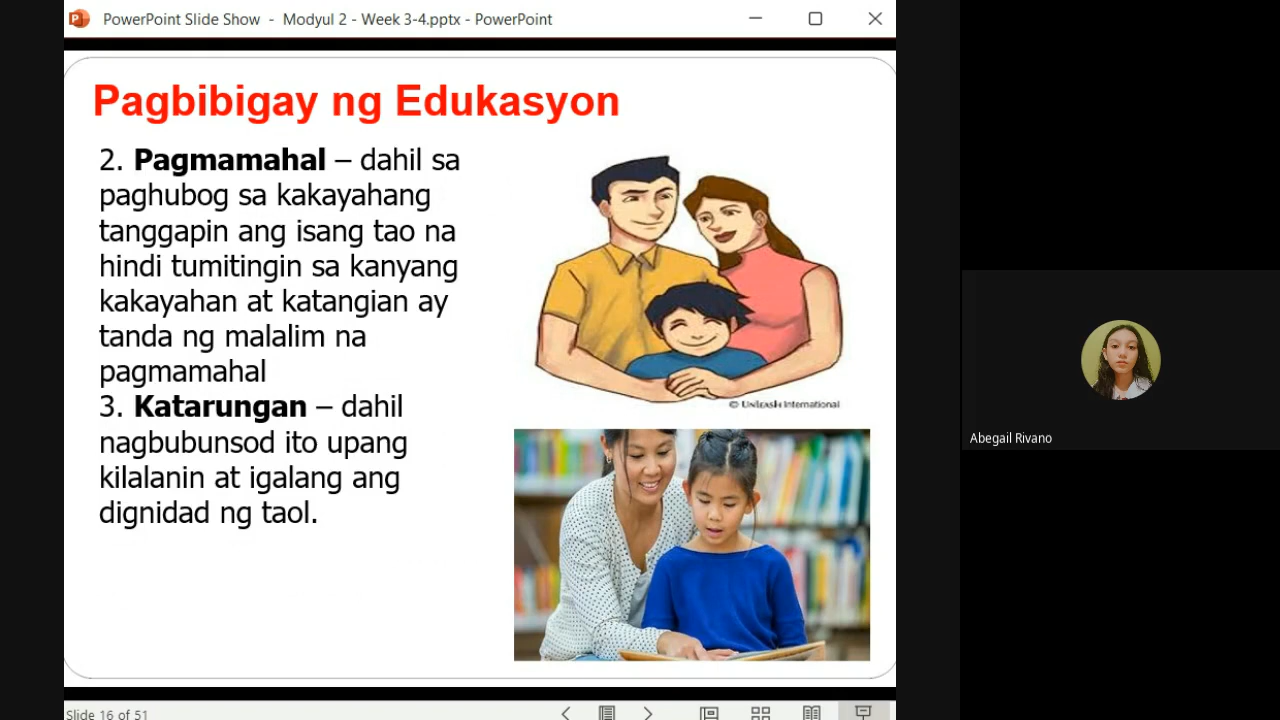 PowerPoint Slide Show - Modyul 2 - Week 3-4.pptx - PowerPoint
Pagbibigay ng Edukasyon
2. Pagmamahal – dahil sa
paghubog sa kakayahang
tanggapin ang isang tao na
hindi tumitingin sa kanyang
kakayahan at katangian ay
tanda ng malalim na
pagmamahal
3. Katarungan – dahil
nagbubunsod ito upang
kilalanin at igalang ang
dignidad ng taol.
© UNLEASH International
Abegail Rivano
Slide 16 of 51